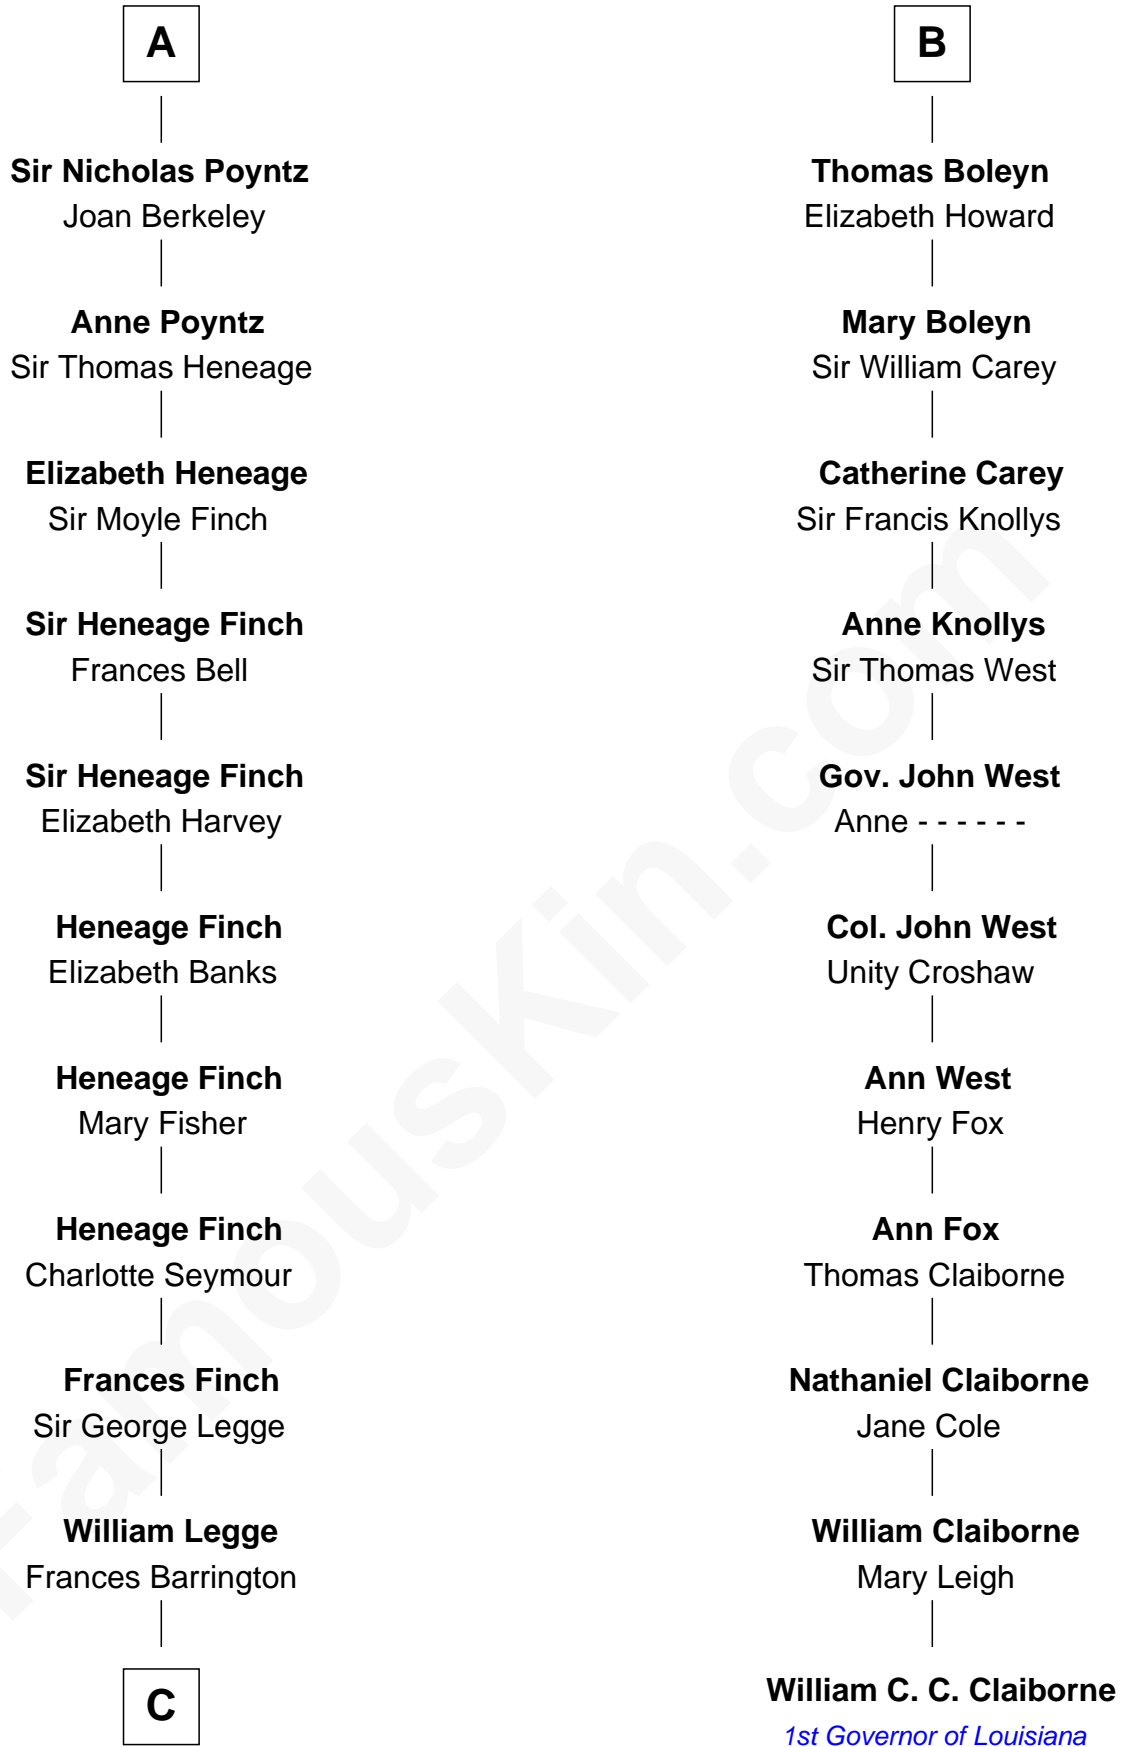 A
Sir Nicholas Poyntz
Joan Berkeley
Anne Poyntz
Sir Thomas Heneage
Elizabeth Heneage
Sir Moyle Finch
Sir Heneage Finch
Frances Bell
Sir Heneage Finch
Elizabeth Harvey
Heneage Finch
Elizabeth Banks
Heneage Finch
Mary Fisher
Heneage Finch
Charlotte Seymour
Frances Finch
Sir George Legge
William Legge
Frances Barrington
C
B
Thomas Boleyn
Elizabeth Howard
Mary Boleyn
Sir William Carey
Catherine Carey
Sir Francis Knollys
Anne Knollys
Sir Thomas West
Gov. John West
Anne - - - - - -
Col. John West
Unity Croshaw
Ann West
Henry Fox
Ann Fox
Thomas Claiborne
Nathaniel Claiborne
Jane Cole
William Claiborne
Mary Leigh
William C. C. Claiborne
1st Governor of Louisiana
FamousKin.com